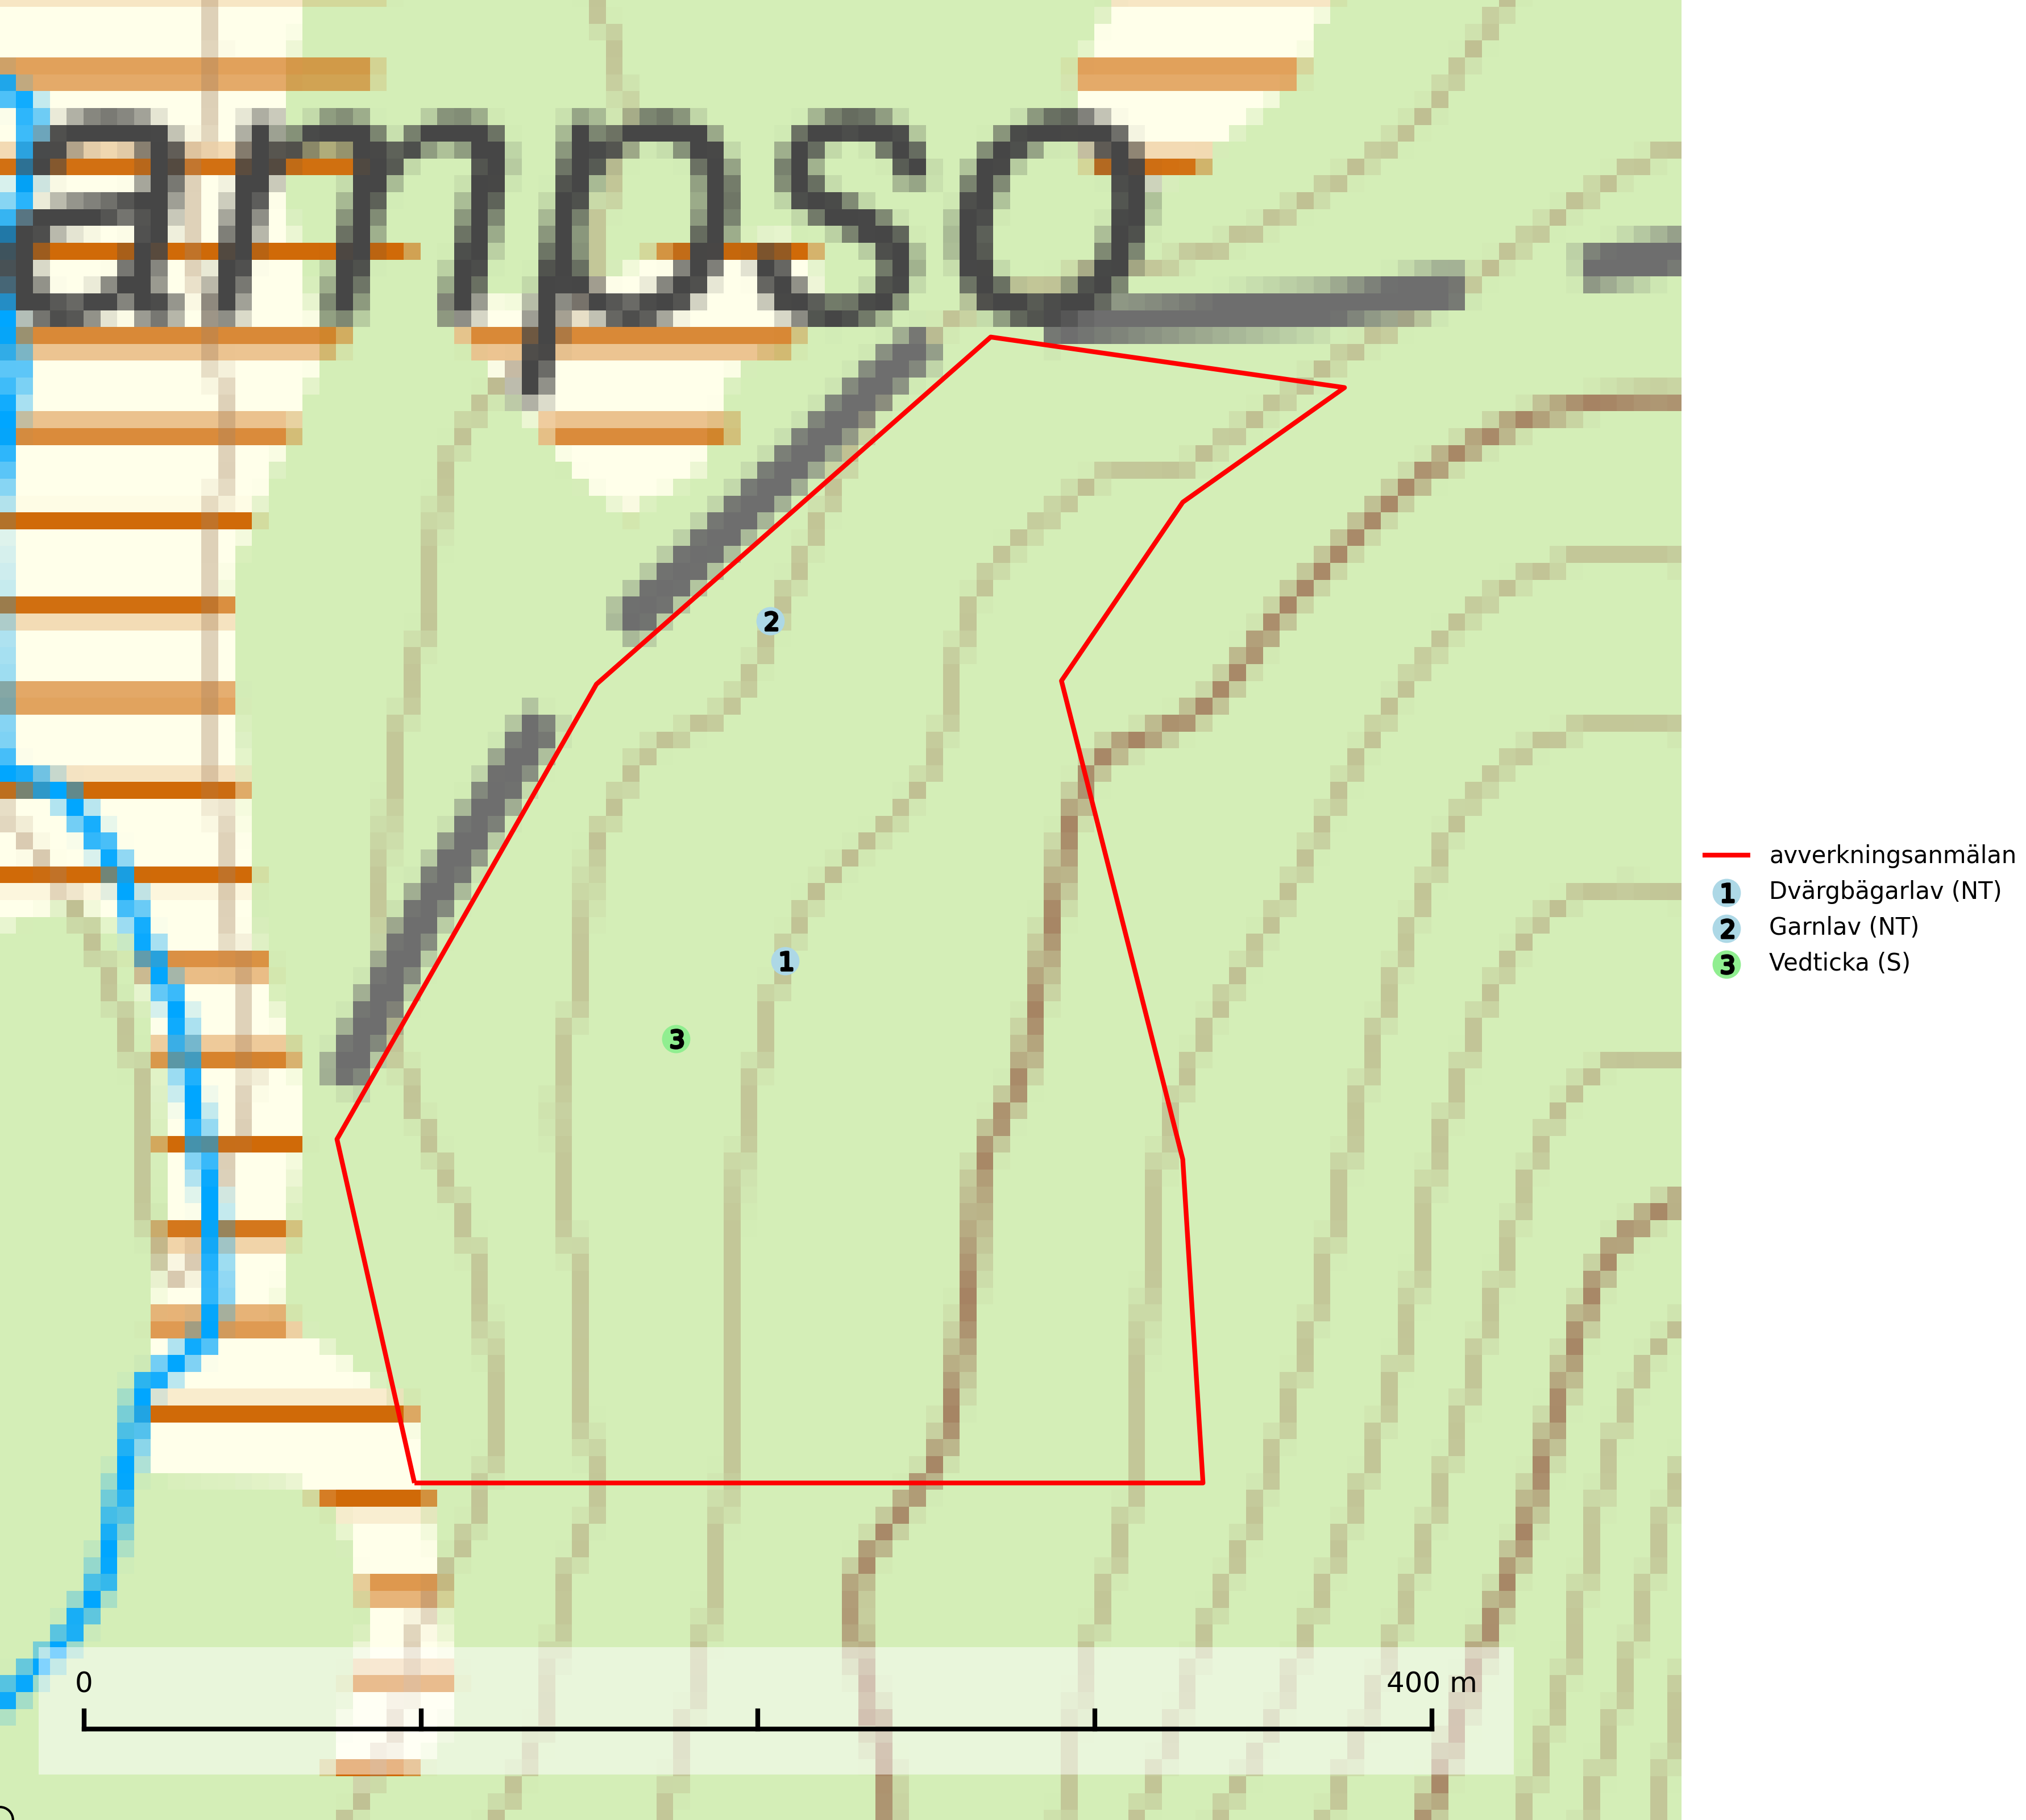 ampso
avverkningsanmälan
1 Dvärgbägarlav (NT)
2 Garnlav (NT)
3 Vedticka (S)
2
1
3
0 400 m